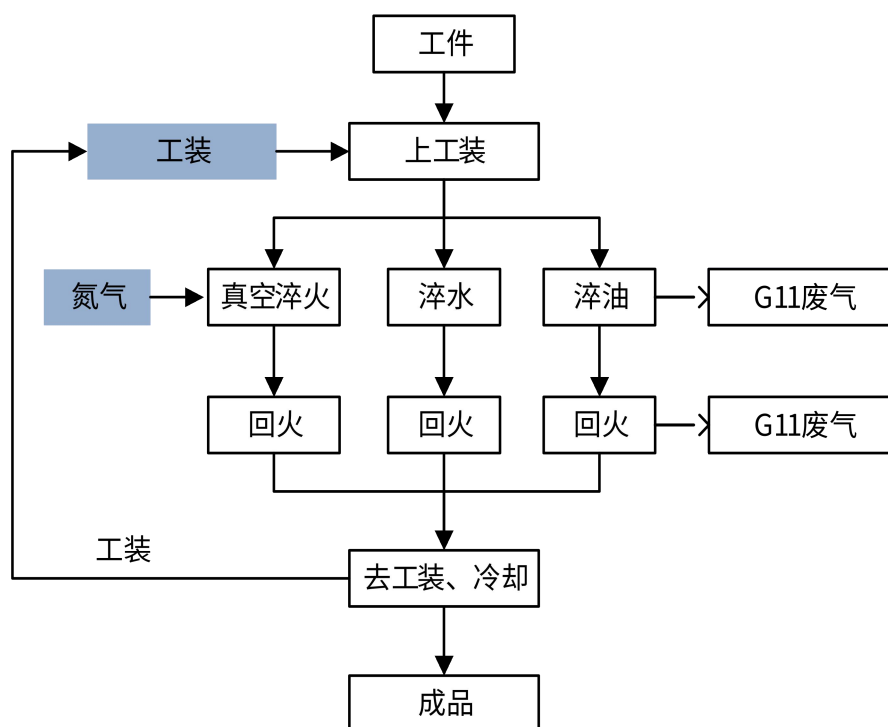 工件
工装
上工装
氮气
真空淬火
淬水
淬油
G11废气
回火
回火
回火
G11废气
工装
去工装、冷却
成品